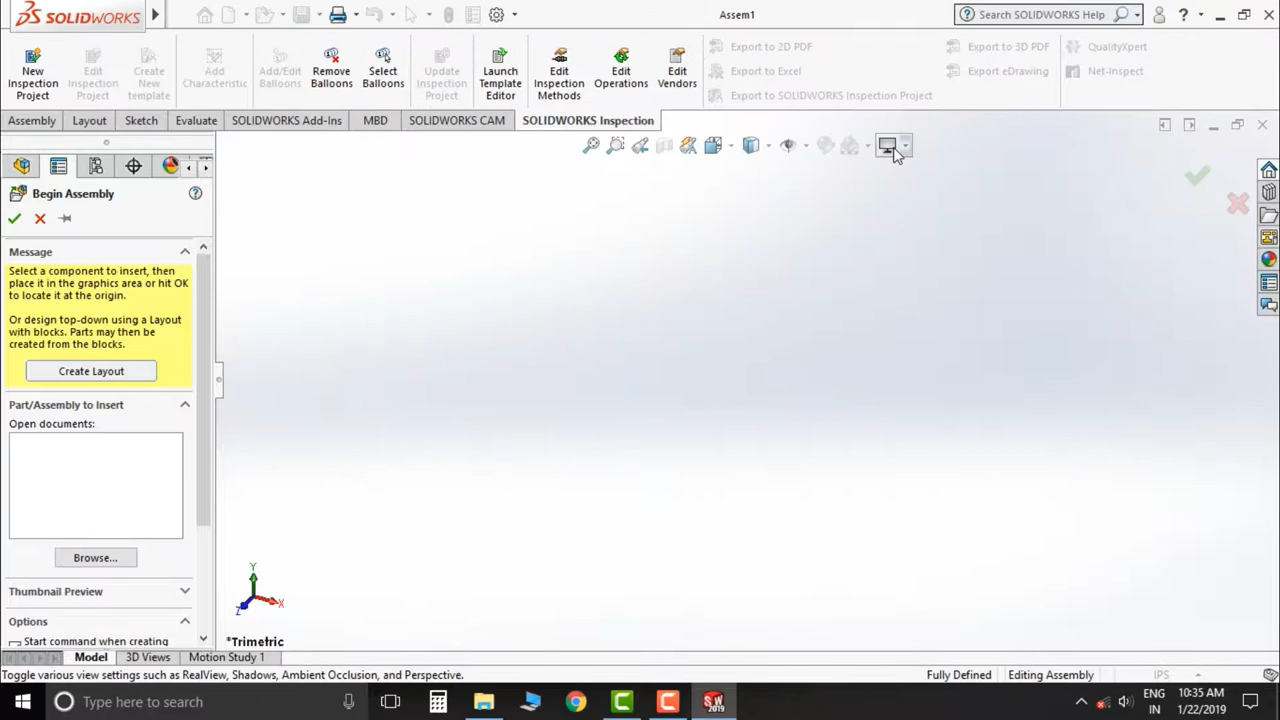 SOLIDWORKS
Assem1
Search SOLIDWORKS Help
?
New
Inspection
Project
Edit
Inspection
Project
Create
New
template
Add
Characteristic
Add/Edit
Balloons
Remove
Balloons
Select
Balloons
Update
Inspection
Project
Launch
Template
Editor
Edit
Inspection
Methods
Edit
Operations
Edit
Vendors
Export to 2D PDF
Export to Excel
Export to SOLIDWORKS Inspection Project
Export to 3D PDF
Export eDrawing
QualityXpert
Net-Inspect
Assembly
Layout
Sketch
Evaluate
SOLIDWORKS Add-Ins
MBD
SOLIDWORKS CAM
SOLIDWORKS Inspection
Begin Assembly
?
Message
Select a component to insert, then
place it in the graphics area or hit OK
to locate it at the origin.
Or design top-down using a Layout
with blocks. Parts may then be
created from the blocks.
Create Layout
Part/Assembly to Insert
Open documents:
Browse...
Thumbnail Preview
Options
Start command when creating
Y
X
Z
*Trimetric
Model
3D Views
Motion Study 1
Toggle various view settings such as RealView, Shadows, Ambient Occlusion, and Perspective.
Fully Defined
Editing Assembly
IPS
Type here to search
SW
2019
ENG
IN
10:35 AM
1/22/2019